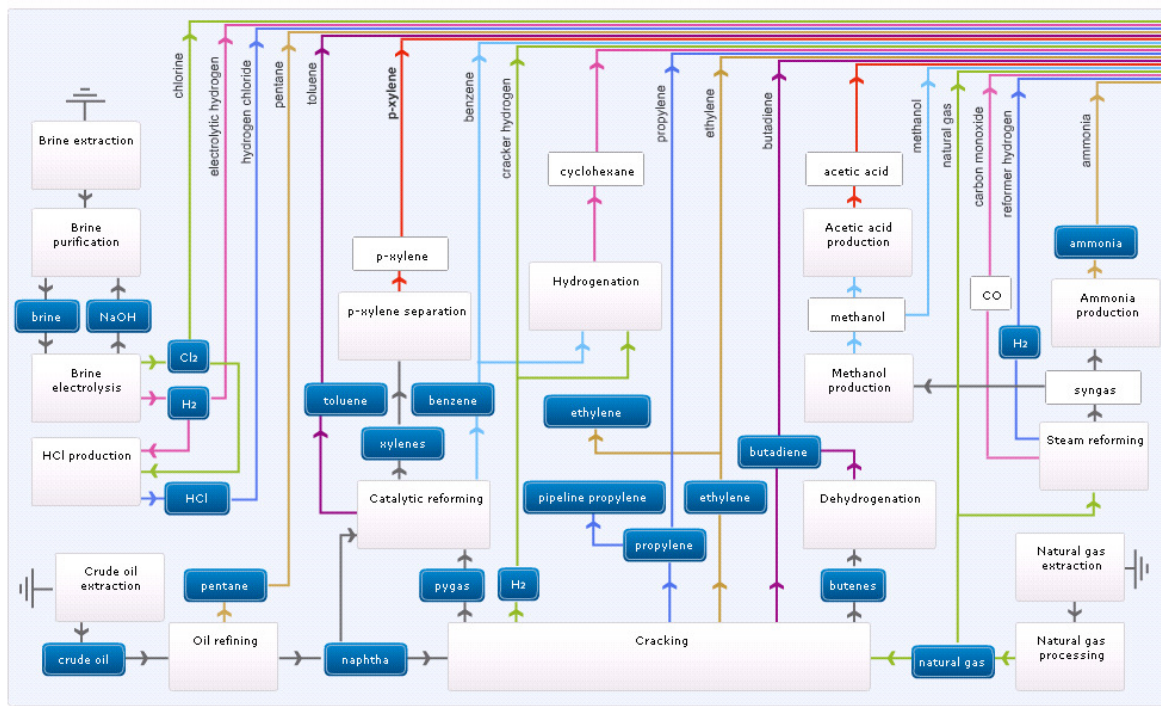 chlorine
electrolytic hydrogen
hydrogen chloride
pentane
toluene
p-xylene
benzene
cracker hydrogen
propylene
ethylene
butadiene
methanol
natural gas
carbon monoxide
reformer hydrogen
ammonia
Brine extraction
cyclohexane
acetic acid
Brine
purification
p-xylene
Acetic acid
production
ammonia
Hydrogenation
CO
Ammonia
production
brine
NaOH
p-xylene separation
methanol
H2
Cl2
Brine
electrolysis
Methanol
production
syngas
H2
toluene
benzene
ethylene
xylenes
butadiene
Steam reforming
HCl production
HCl
Catalytic reforming
pipeline propylene
ethylene
Dehydrogenation
propylene
Natural gas
extraction
Crude oil
extraction
pentane
pygas
H2
butenes
Oil refining
Cracking
Natural gas
processing
crude oil
naphtha
natural gas